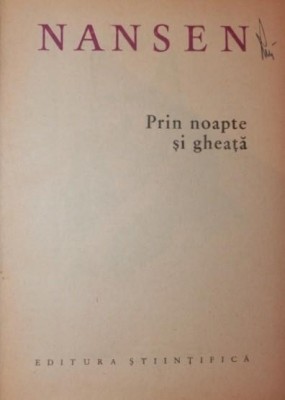 NANSEN
Prin noapte
și gheață
EDITURA ȘTIINȚIFICĂ